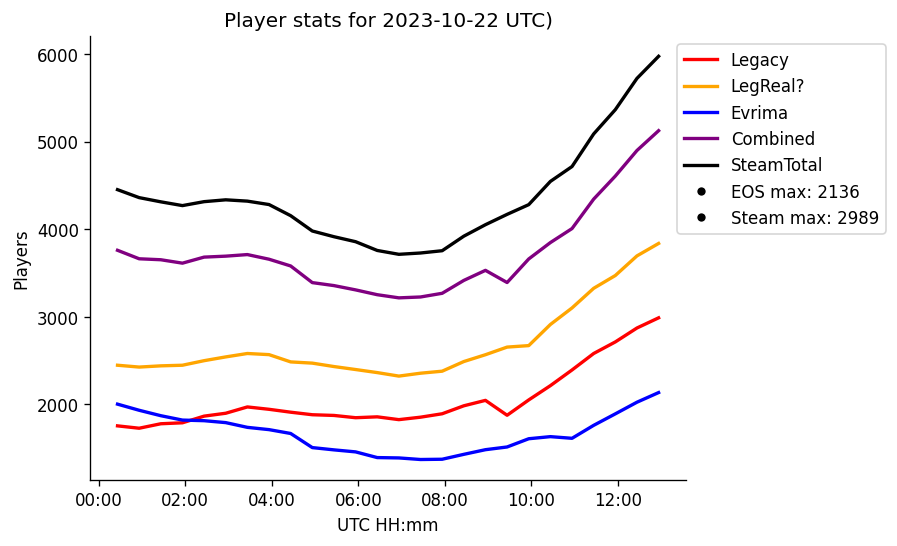 Player stats for 2023-10-22 UTC)
6000
5000
4000
3000
2000
Players
00:00 02:00 04:00 06:00 08:00 10:00 12:00
UTC HH:mm
Legacy
LegReal?
Evrima
Combined
SteamTotal
EOS max: 2136
Steam max: 2989